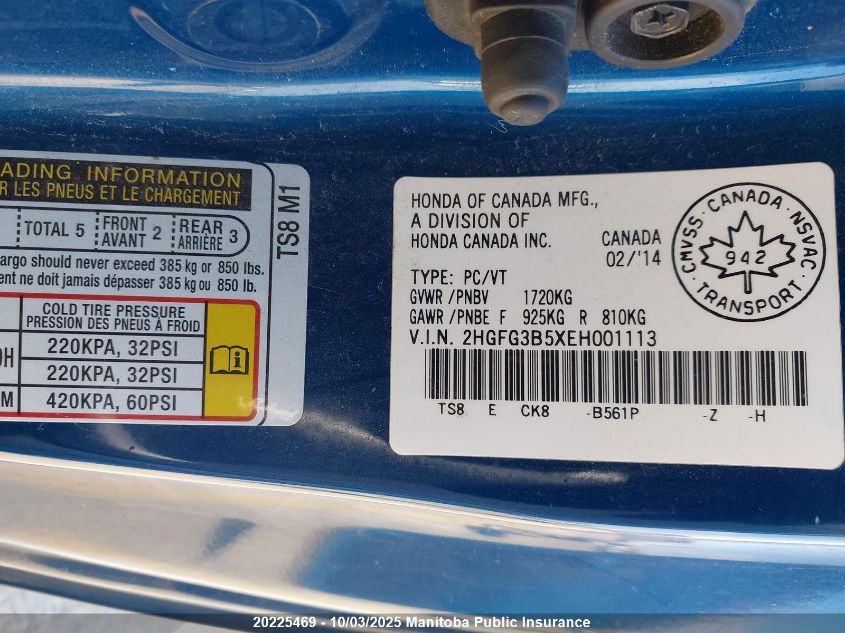 ADING INFORMATION
R LES PNEUS ET LE CHARGEMENT
TOTAL 5 FRONT AVANT 2 REAR ARRIÈRE 3
argo should never exceed 385 kg or 850 lbs.
ent ne doit jamais dépasser 385 kg ou 850 lb.
COLD TIRE PRESSURE
PRESSION DES PNEUS À FROID
0H 220KPA, 32PSI
220KPA, 32PSI
M 420KPA, 60PSI
TS8 M1
HONDA OF CANADA MFG.,
A DIVISION OF
HONDA CANADA INC. CANADA
02/'14
TYPE: PC/VT
GVWR /PNBV 1720KG
GAWR /PNBE F 925KG R 810KG
V.I.N. 2HGFG3B5XEH001113
TS8 E CK8 -B561P -Z -H
CMVSS · CANADA · NSVAC · TRANSPORT
942
20225469 - 10/03/2025 Manitoba Public Insurance